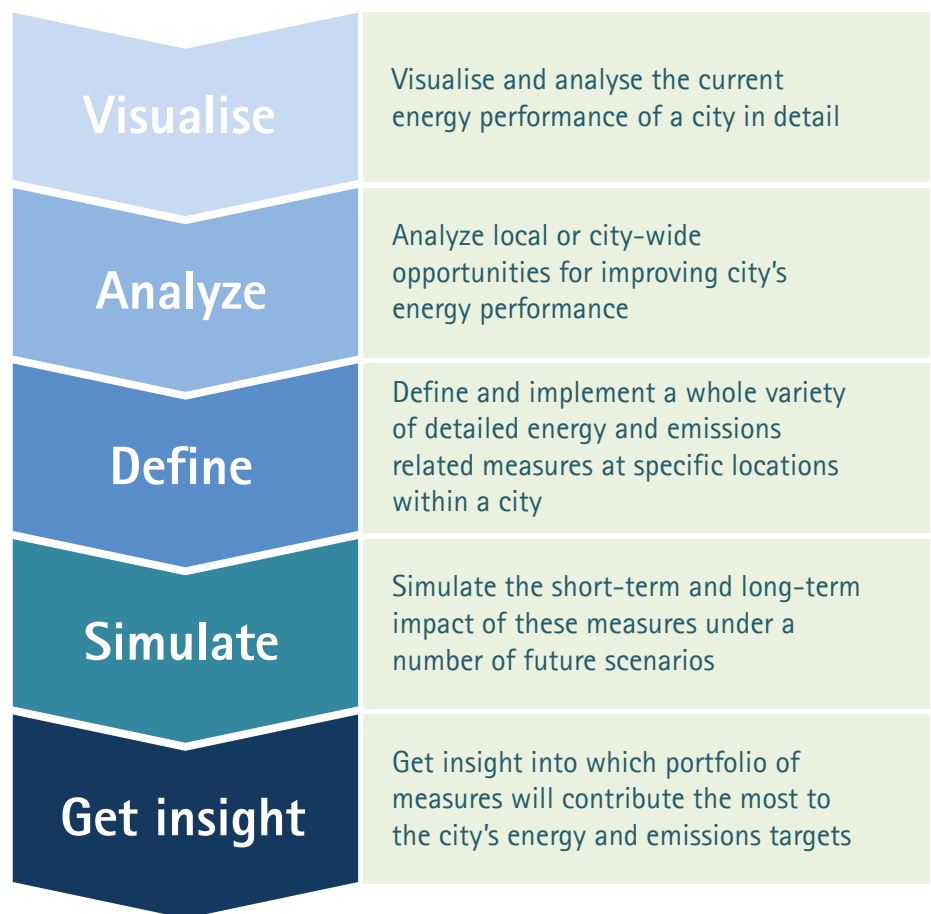 Visualise
Visualise and analyse the current
energy performance of a city in detail
Analyze
Analyze local or city-wide
opportunities for improving city's
energy performance
Define
Define and implement a whole variety
of detailed energy and emissions
related measures at specific locations
within a city
Simulate
Simulate the short-term and long-term
impact of these measures under a
number of future scenarios
Get insight
Get insight into which portfolio of
measures will contribute the most to
the city's energy and emissions targets